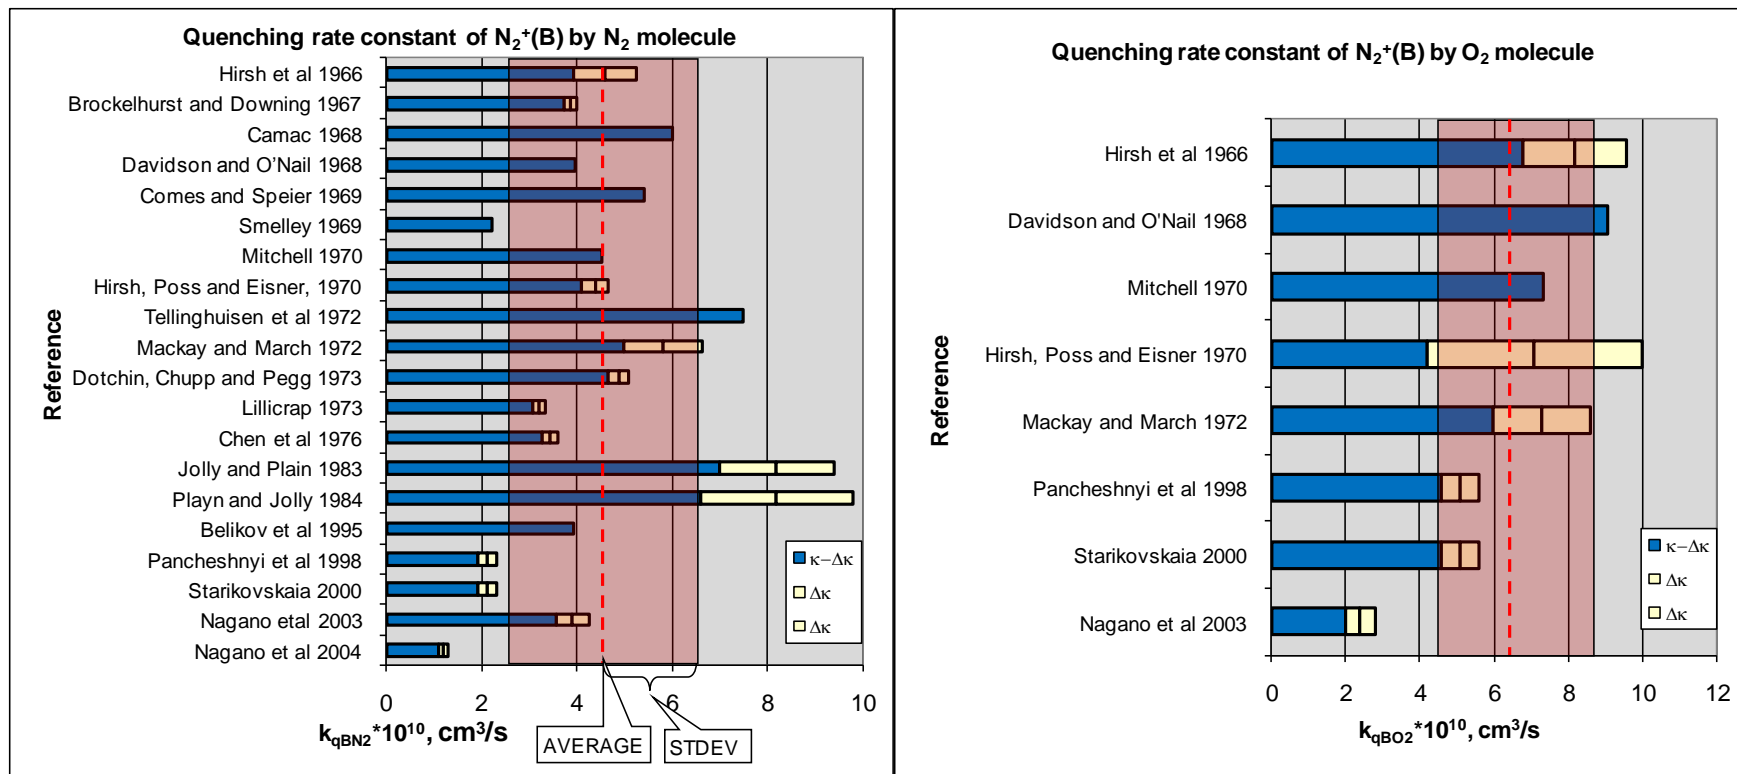 Quenching rate constant of N₂⁺(B) by N₂ molecule
Reference
Hirsh et al 1966
Brockelhurst and Downing 1967
Camac 1968
Davidson and O'Nail 1968
Comes and Speier 1969
Smelley 1969
Mitchell 1970
Hirsh, Poss and Eisner, 1970
Tellinghuisen et al 1972
Mackay and March 1972
Dotchin, Chupp and Pegg 1973
Lillicrap 1973
Chen et al 1976
Jolly and Plain 1983
Playn and Jolly 1984
Belikov et al 1995
Pancheshnyi et al 1998
Starikovskaia 2000
Nagano etal 2003
Nagano et al 2004
κ−Δκ
Δκ
Δκ
0 2 4 6 8 10
k_qBN2*10¹⁰, cm³/s
AVERAGE
STDEV
Quenching rate constant of N₂⁺(B) by O₂ molecule
Reference
Hirsh et al 1966
Davidson and O'Nail 1968
Mitchell 1970
Hirsh, Poss and Eisner 1970
Mackay and March 1972
Pancheshnyi et al 1998
Starikovskaia 2000
Nagano et al 2003
κ−Δκ
Δκ
Δκ
0 2 4 6 8 10 12
k_qBO2*10¹⁰, cm³/s